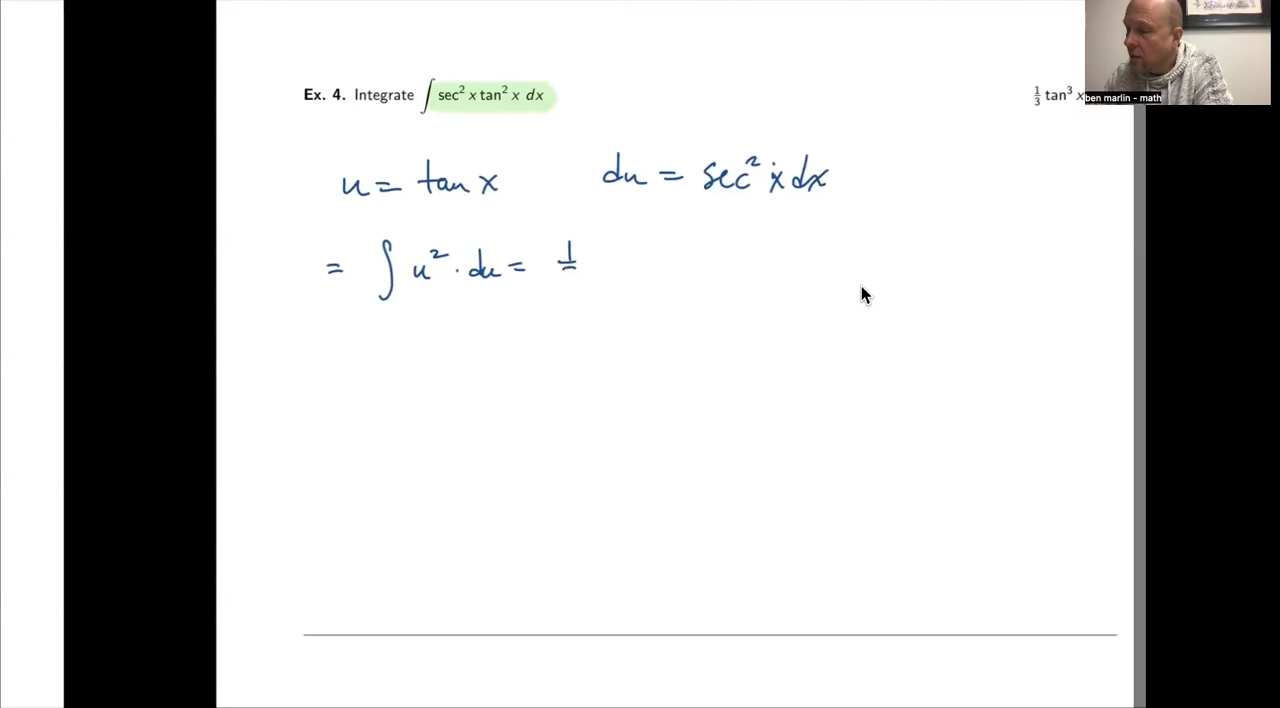 Ex. 4. Integrate ∫ sec² x tan² x dx
1/3 tan³ x
ben marlin - math
u = tan x du = sec² x dx
= ∫ u² · du = 1